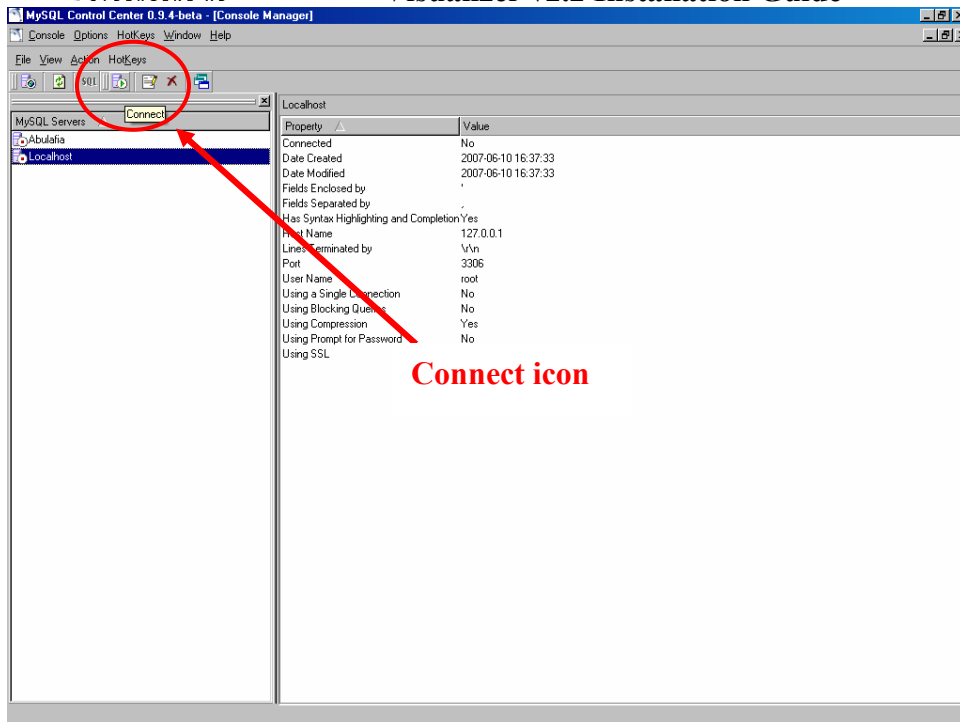 Visualizer v2.2 Installation Guide
MySQL Control Center 0.9.4-beta - [Console Manager]
Console Options HotKeys Window Help
File View Action HotKeys
SQL
Connect
MySQL Servers
Abulafia
Localhost
Localhost
Property Value
Connected No
Date Created 2007-06-10 16:37:33
Date Modified 2007-06-10 16:37:33
Fields Enclosed by '
Fields Separated by ,
Has Syntax Highlighting and Completion Yes
Host Name 127.0.0.1
Lines Terminated by \r\n
Port 3306
User Name root
Using a Single Connection No
Using Blocking Queries No
Using Compression Yes
Using Prompt for Password No
Using SSL
Connect icon